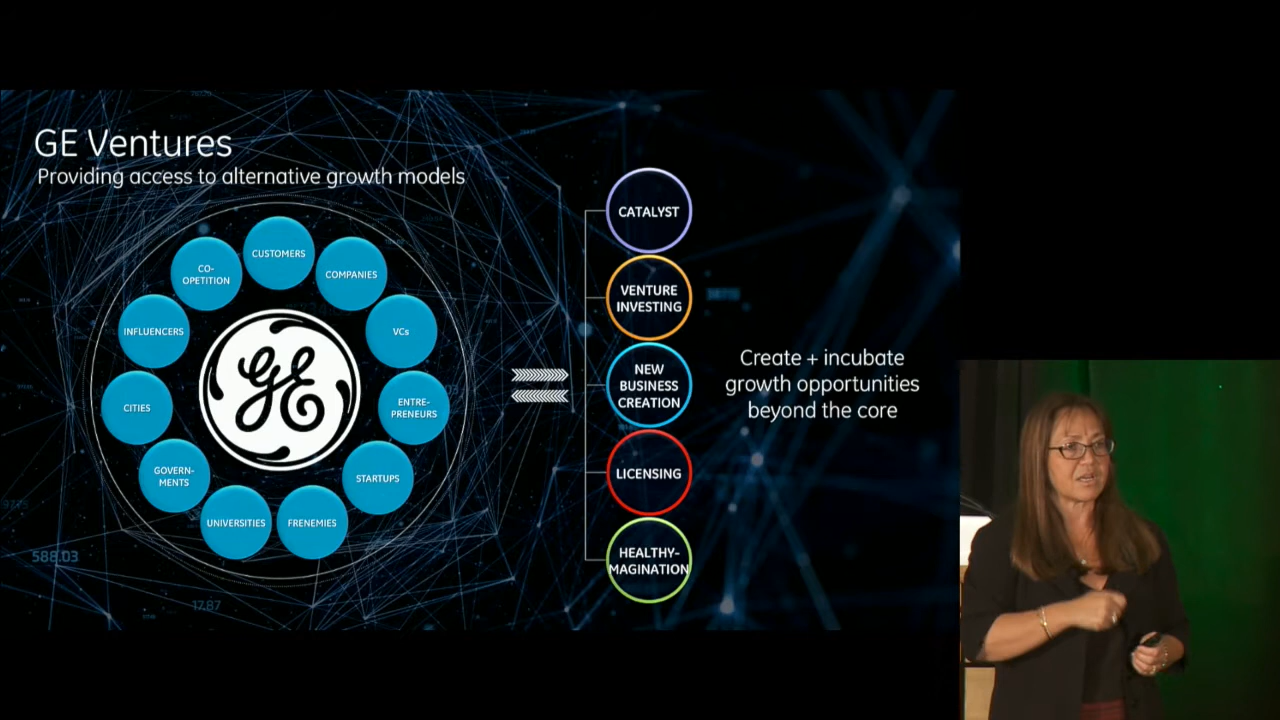 GE Ventures
Providing access to alternative growth models
CUSTOMERS
COMPANIES
VCs
ENTRE-
PRENEURS
STARTUPS
FRENEMIES
UNIVERSITIES
GOVERN-
MENTS
CITIES
INFLUENCERS
CO-
OPETITION
GE
CATALYST
VENTURE
INVESTING
NEW
BUSINESS
CREATION
LICENSING
HEALTHY-
MAGINATION
Create + incubate
growth opportunities
beyond the core
588.03
17.87